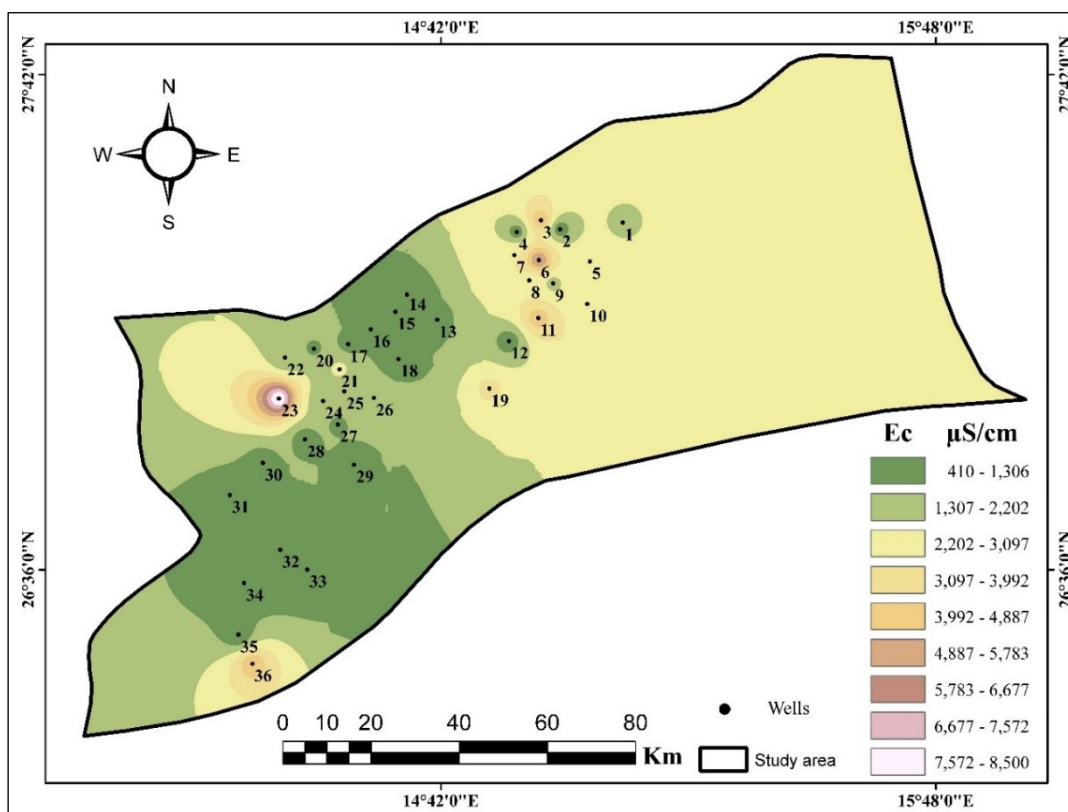 14°42'0"E 15°48'0"E
27°42'0"N 27°42'0"N
N
W E
S
3
4 2 1
7 6 5
8 9
14 10
15 13 11
16
20 17 12
22 18
21
23 24 25 26 19
27
28
30 29
31
32
33
34
35
36
26°36'0"N 26°36'0"N
Ec µS/cm
410 - 1,306
1,307 - 2,202
2,202 - 3,097
3,097 - 3,992
3,992 - 4,887
4,887 - 5,783
5,783 - 6,677
6,677 - 7,572
7,572 - 8,500
Wells
Study area
0 10 20 40 60 80
Km
14°42'0"E 15°48'0"E